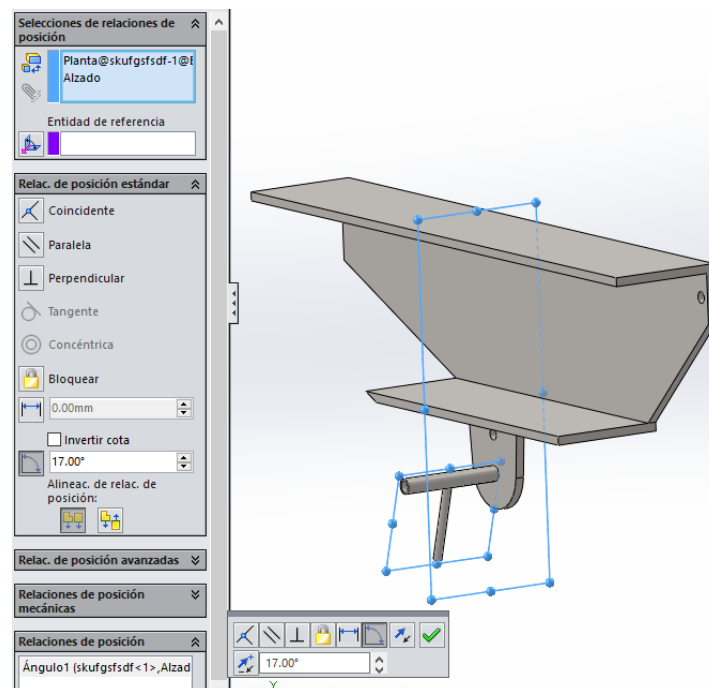 Selecciones de relaciones de
posición
Planta@skufgsfsdf-1@E
Alzado
Entidad de referencia
Relac. de posición estándar
Coincidente
Paralela
Perpendicular
Tangente
Concéntrica
Bloquear
0.00mm
Invertir cota
17.00°
Alineac. de relac. de
posición:
Relac. de posición avanzadas
Relaciones de posición
mecánicas
Relaciones de posición
Ángulo1 (skufgsfsdf<1>,Alzad
17.00°
Y